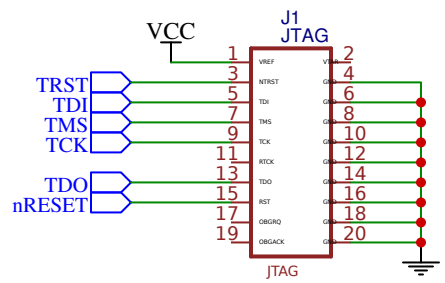 J1
JTAG
VCC
1 VREF VTAR 2
TRST 3 NTRST GND 4
TDI 5 TDI GND 6
TMS 7 TMS GND 8
TCK 9 TCK GND 10
11 RTCK GND 12
TDO 13 TDO GND 14
nRESET 15 RST GND 16
17 OBGRQ GND 18
19 OBGACK GND 20
JTAG